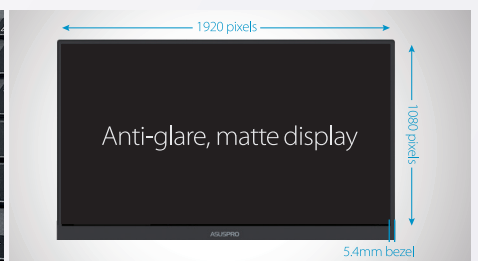 1920 pixels
Anti-glare, matte display
1080 pixels
ASUSPRO
5.4mm bezel